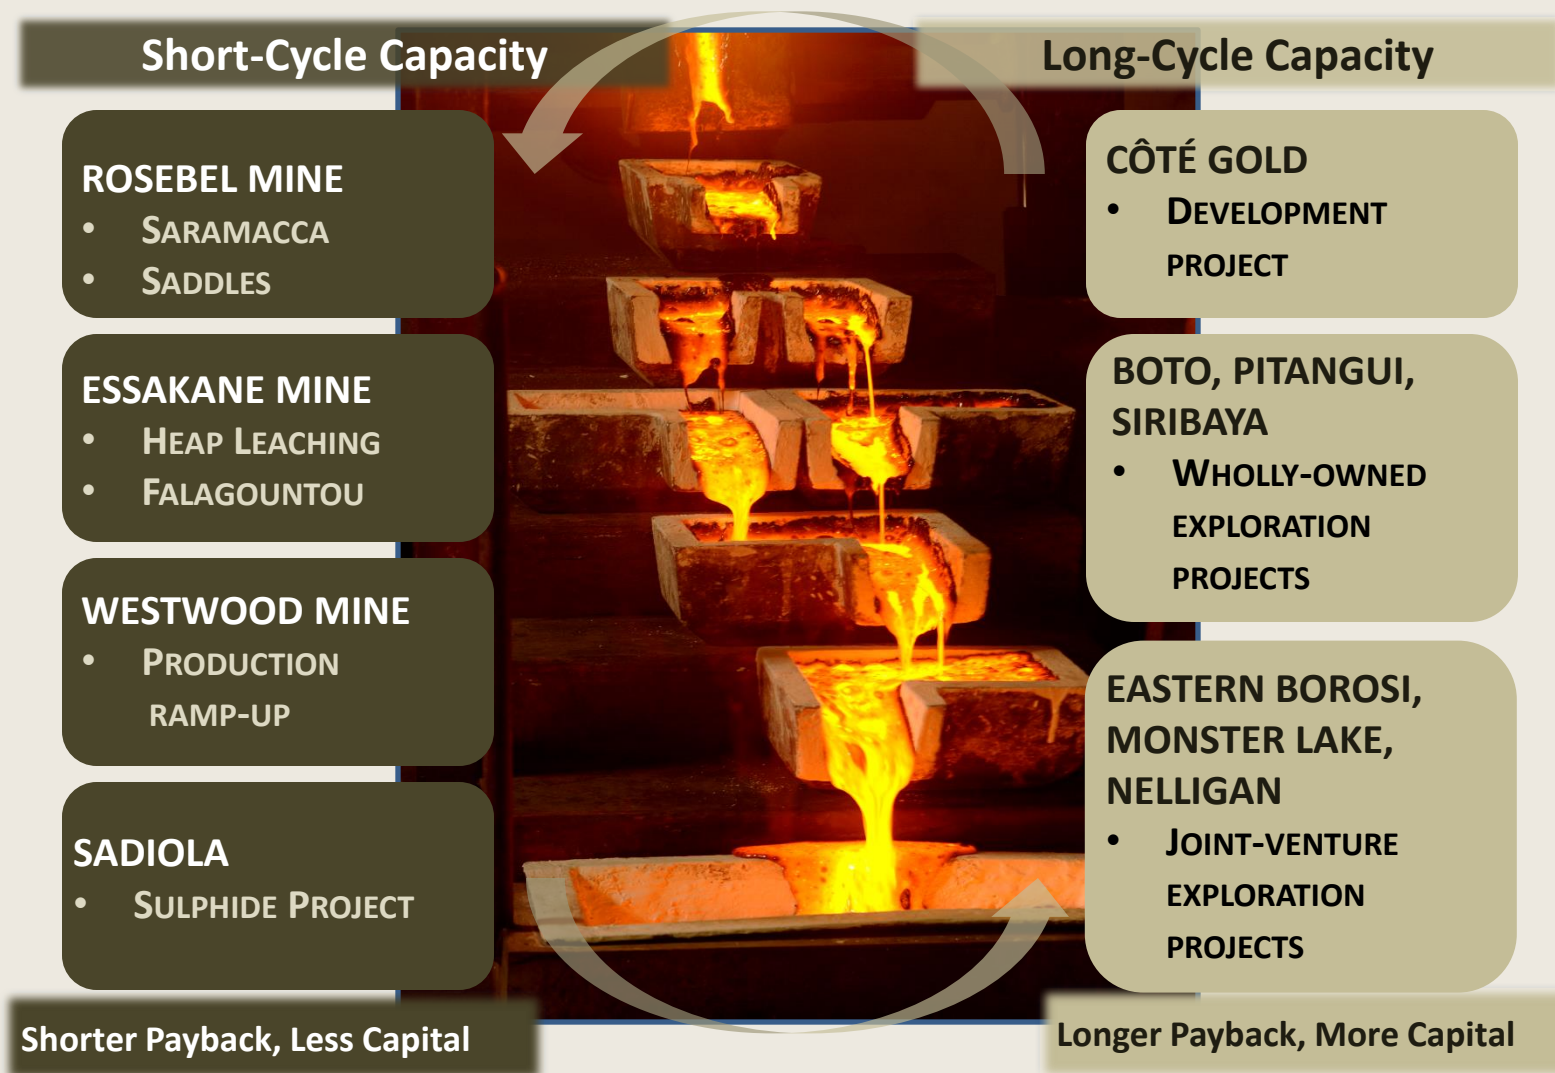 Short-Cycle Capacity
ROSEBEL MINE
• SARAMACCA
• SADDLES
ESSAKANE MINE
• HEAP LEACHING
• FALAGOUNTOU
WESTWOOD MINE
• PRODUCTION
RAMP-UP
SADIOLA
• SULPHIDE PROJECT
Shorter Payback, Less Capital
Long-Cycle Capacity
CÔTÉ GOLD
• DEVELOPMENT
PROJECT
BOTO, PITANGUI,
SIRIBAYA
• WHOLLY-OWNED
EXPLORATION
PROJECTS
EASTERN BOROSI,
MONSTER LAKE,
NELLIGAN
• JOINT-VENTURE
EXPLORATION
PROJECTS
Longer Payback, More Capital